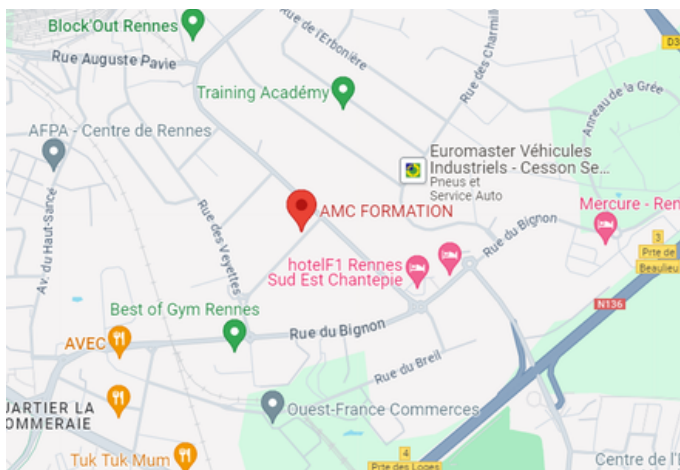 Block'Out Rennes
Rue de l'Erbonière
Rue des Charmil
D3
Rue Auguste Pavie
Training Académy
Anneau de la Grée
AFPA - Centre de Rennes
Euromaster Véhicules
Industriels - Cesson Se...
Pneus et
Service Auto
Av. du Haut-Sancé
Rue des Veyettes
AMC FORMATION
Mercure - Ren
Rue du Bignon
3
Prte de
Beaulieu
hotelF1 Rennes
Sud Est Chantepie
N136
Best of Gym Rennes
Rue du Bignon
AVEC
Rue du Breil
UARTIER LA
OMMERAIE
Ouest-France Commerces
Tuk Tuk Mum
4
Prte des Loges
Centre de l'I